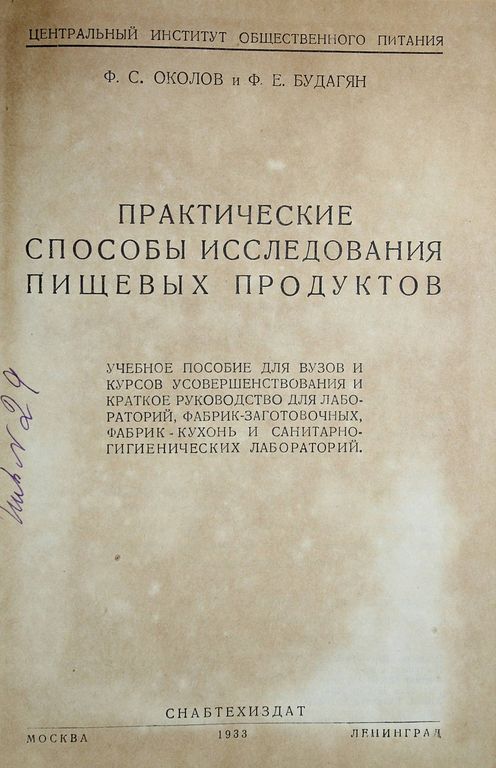 ЦЕНТРАЛЬНЫЙ ИНСТИТУТ ОБЩЕСТВЕННОГО ПИТАНИЯ
Ф. С. ОКОЛОВ и Ф. Е. БУДАГЯН
ПРАКТИЧЕСКИЕ
СПОСОБЫ ИССЛЕДОВАНИЯ
ПИЩЕВЫХ ПРОДУКТОВ
УЧЕБНОЕ ПОСОБИЕ ДЛЯ ВУЗОВ И
КУРСОВ УСОВЕРШЕНСТВОВАНИЯ И
КРАТКОЕ РУКОВОДСТВО ДЛЯ ЛАБО-
РАТОРИЙ, ФАБРИК-ЗАГОТОВОЧНЫХ,
ФАБРИК-КУХОНЬ И САНИТАРНО-
ГИГИЕНИЧЕСКИХ ЛАБОРАТОРИЙ.
СНАБТЕХИЗДАТ
МОСКВА 1933 ЛЕНИНГРАД